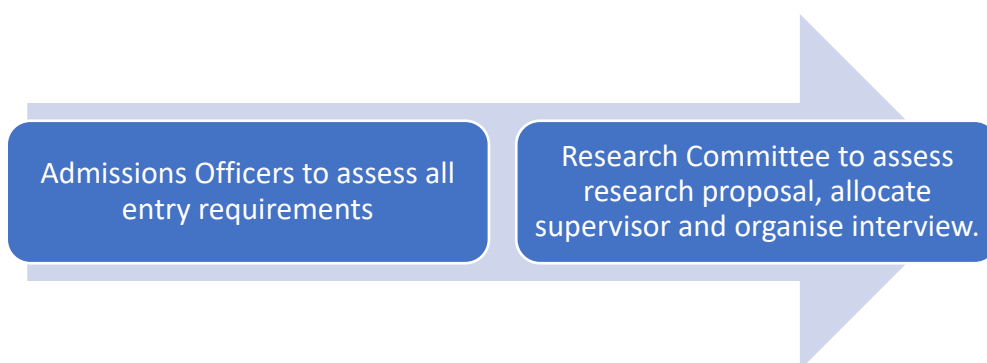 Admissions Officers to assess all
entry requirements
Research Committee to assess
research proposal, allocate
supervisor and organise interview.